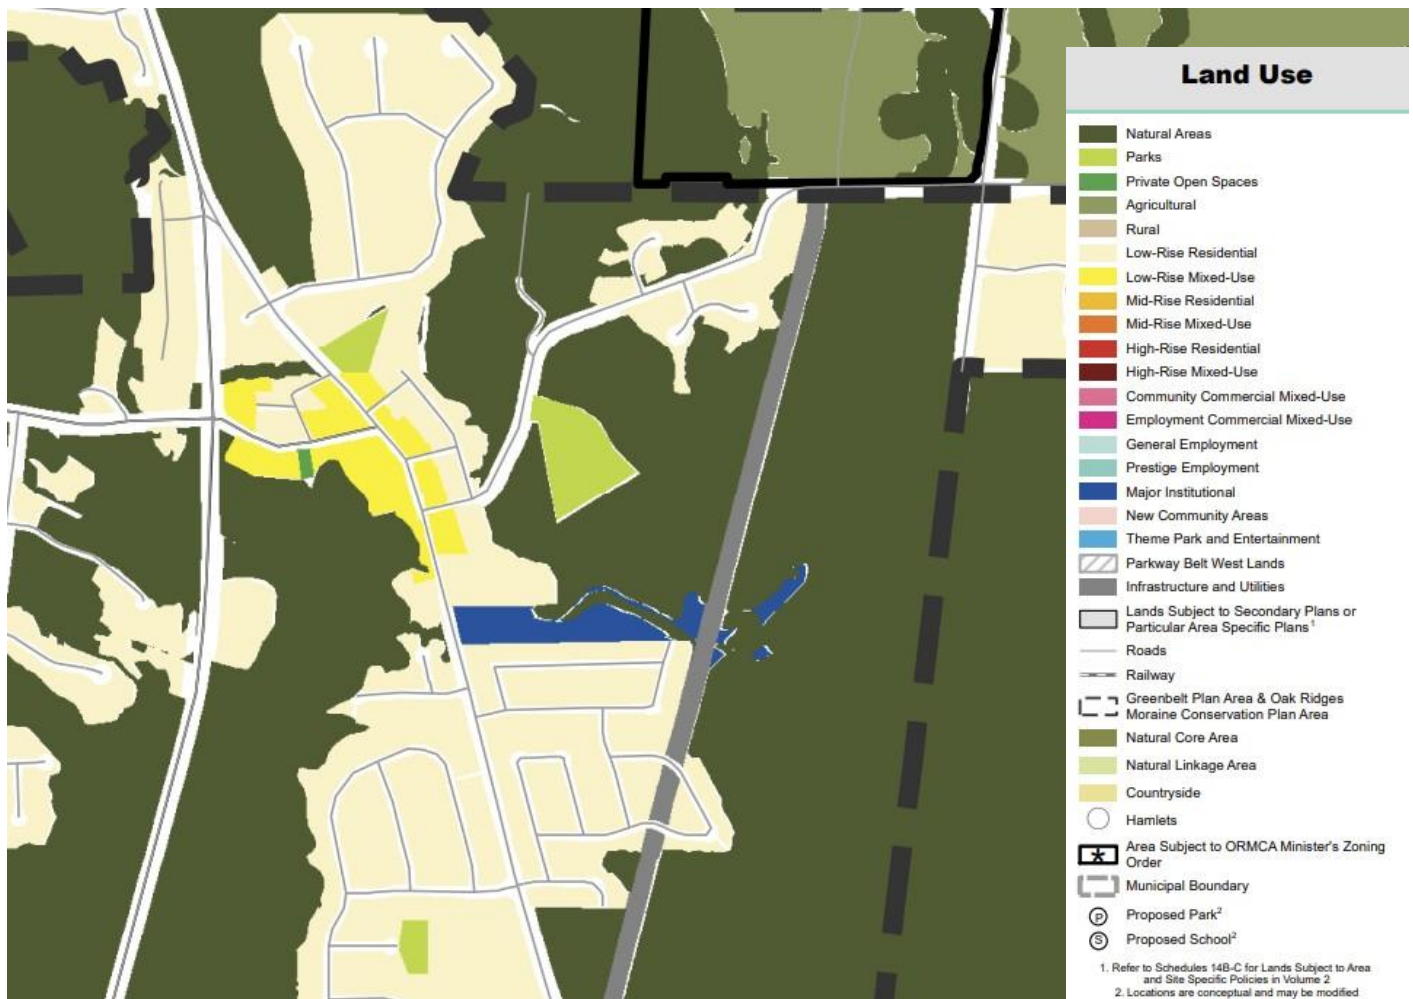 Land Use
Natural Areas
Parks
Private Open Spaces
Agricultural
Rural
Low-Rise Residential
Low-Rise Mixed-Use
Mid-Rise Residential
Mid-Rise Mixed-Use
High-Rise Residential
High-Rise Mixed-Use
Community Commercial Mixed-Use
Employment Commercial Mixed-Use
General Employment
Prestige Employment
Major Institutional
New Community Areas
Theme Park and Entertainment
Parkway Belt West Lands
Infrastructure and Utilities
Lands Subject to Secondary Plans or
Particular Area Specific Plans¹
Roads
Railway
Greenbelt Plan Area & Oak Ridges
Moraine Conservation Plan Area
Natural Core Area
Natural Linkage Area
Countryside
Hamlets
Area Subject to ORMCA Minister's Zoning
Order
Municipal Boundary
P Proposed Park²
S Proposed School²
1. Refer to Schedules 14B-C for Lands Subject to Area
and Site Specific Policies in Volume 2
2. Locations are conceptual and may be modified